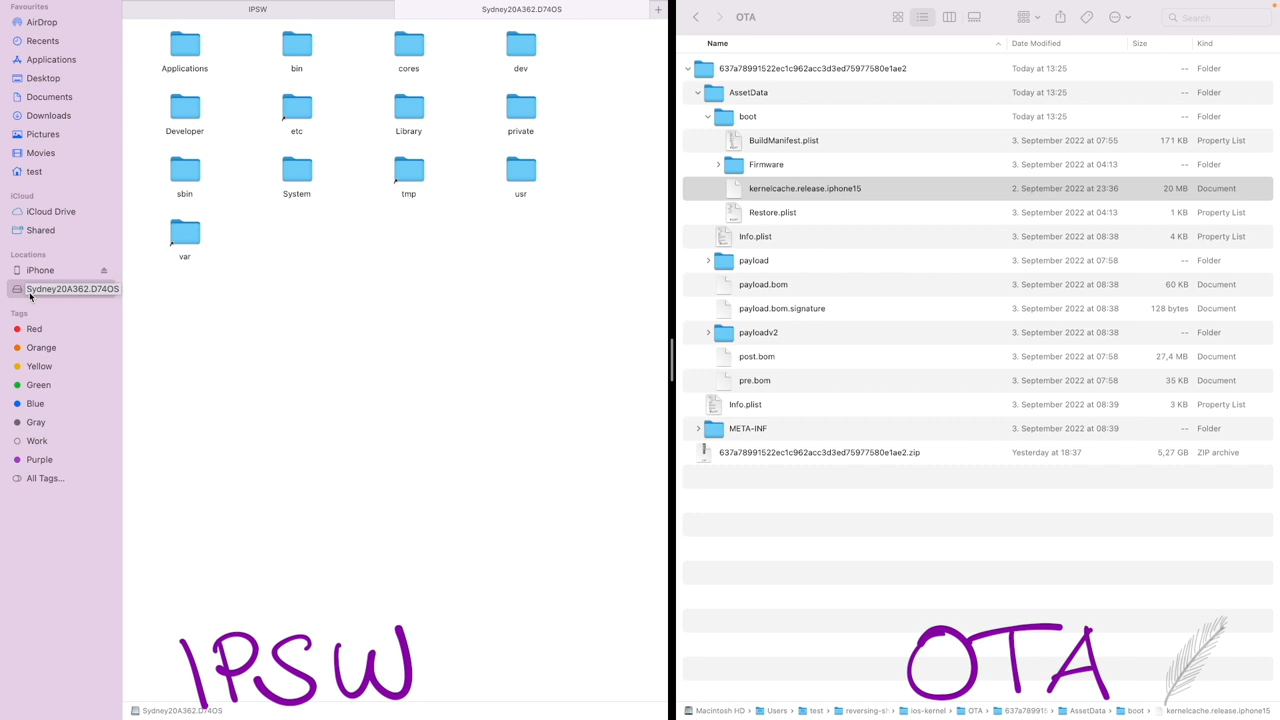 Favourites
AirDrop
Recents
Applications
Desktop
Documents
Downloads
Pictures
Movies
test
iCloud
iCloud Drive
Shared
Locations
iPhone
Sydney20A362.D74OS
Tags
Red
Orange
Yellow
Green
Blue
Gray
Work
Purple
All Tags...
IPSW
Sydney20A362.D74OS
Applications bin cores dev
Developer etc Library private
sbin System tmp usr
var
IPSW
Sydney20A362.D74OS
OTA
Search
Name Date Modified Size Kind
637a78991522ec1c962acc3d3ed75977580e1ae2 Today at 13:25 -- Folder
AssetData Today at 13:25 -- Folder
boot Today at 13:25 -- Folder
BuildManifest.plist 3. September 2022 at 07:55 171 KB Property List
Firmware 3. September 2022 at 04:13 -- Folder
kernelcache.release.iphone15 2. September 2022 at 23:36 20 MB Document
Restore.plist 3. September 2022 at 04:13 1 KB Property List
Info.plist 3. September 2022 at 08:38 4 KB Property List
payload 3. September 2022 at 07:58 -- Folder
payload.bom 3. September 2022 at 08:38 60 KB Document
payload.bom.signature 3. September 2022 at 08:38 128 bytes Document
payloadv2 3. September 2022 at 08:38 -- Folder
post.bom 3. September 2022 at 07:58 27,4 MB Document
pre.bom 3. September 2022 at 07:58 35 KB Document
Info.plist 3. September 2022 at 08:39 3 KB Property List
META-INF 3. September 2022 at 08:39 -- Folder
637a78991522ec1c962acc3d3ed75977580e1ae2.zip Yesterday at 18:37 5,27 GB ZIP archive
OTA
Macintosh HD Users test reversing-s ios-kernel OTA 637a789915 AssetData boot kernelcache.release.iphone15